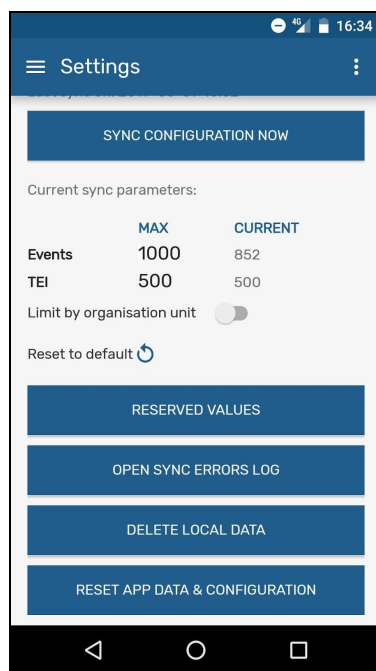 4G 16:34
Settings
SYNC CONFIGURATION NOW
Current sync parameters:
MAX CURRENT
Events 1000 852
TEI 500 500
Limit by organisation unit
Reset to default
RESERVED VALUES
OPEN SYNC ERRORS LOG
DELETE LOCAL DATA
RESET APP DATA & CONFIGURATION